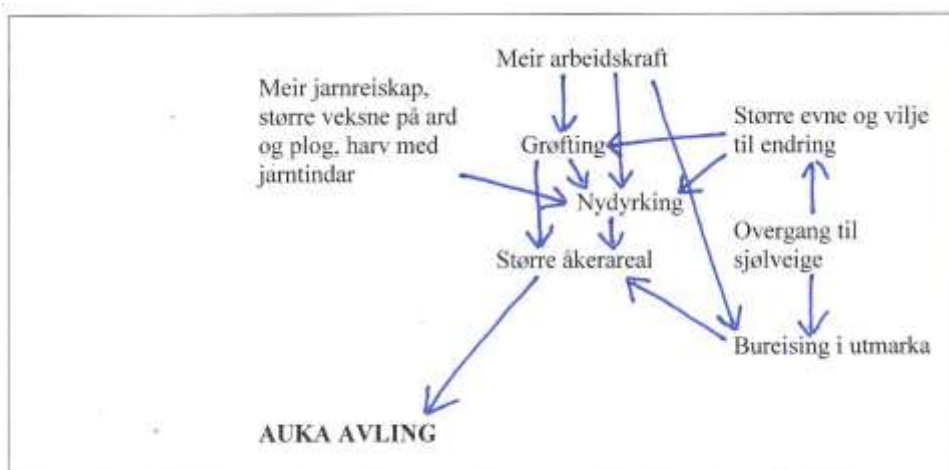 Meir arbeidskraft
Meir jarnreiskap,
større veksne på ard
og plog, harv med
jarntindar
Større evne og vilje
til endring
Grøfting
Nydyrking
Overgang til
sjølveige
Større åkerareal
Bureising i utmarka
AUKA AVLING